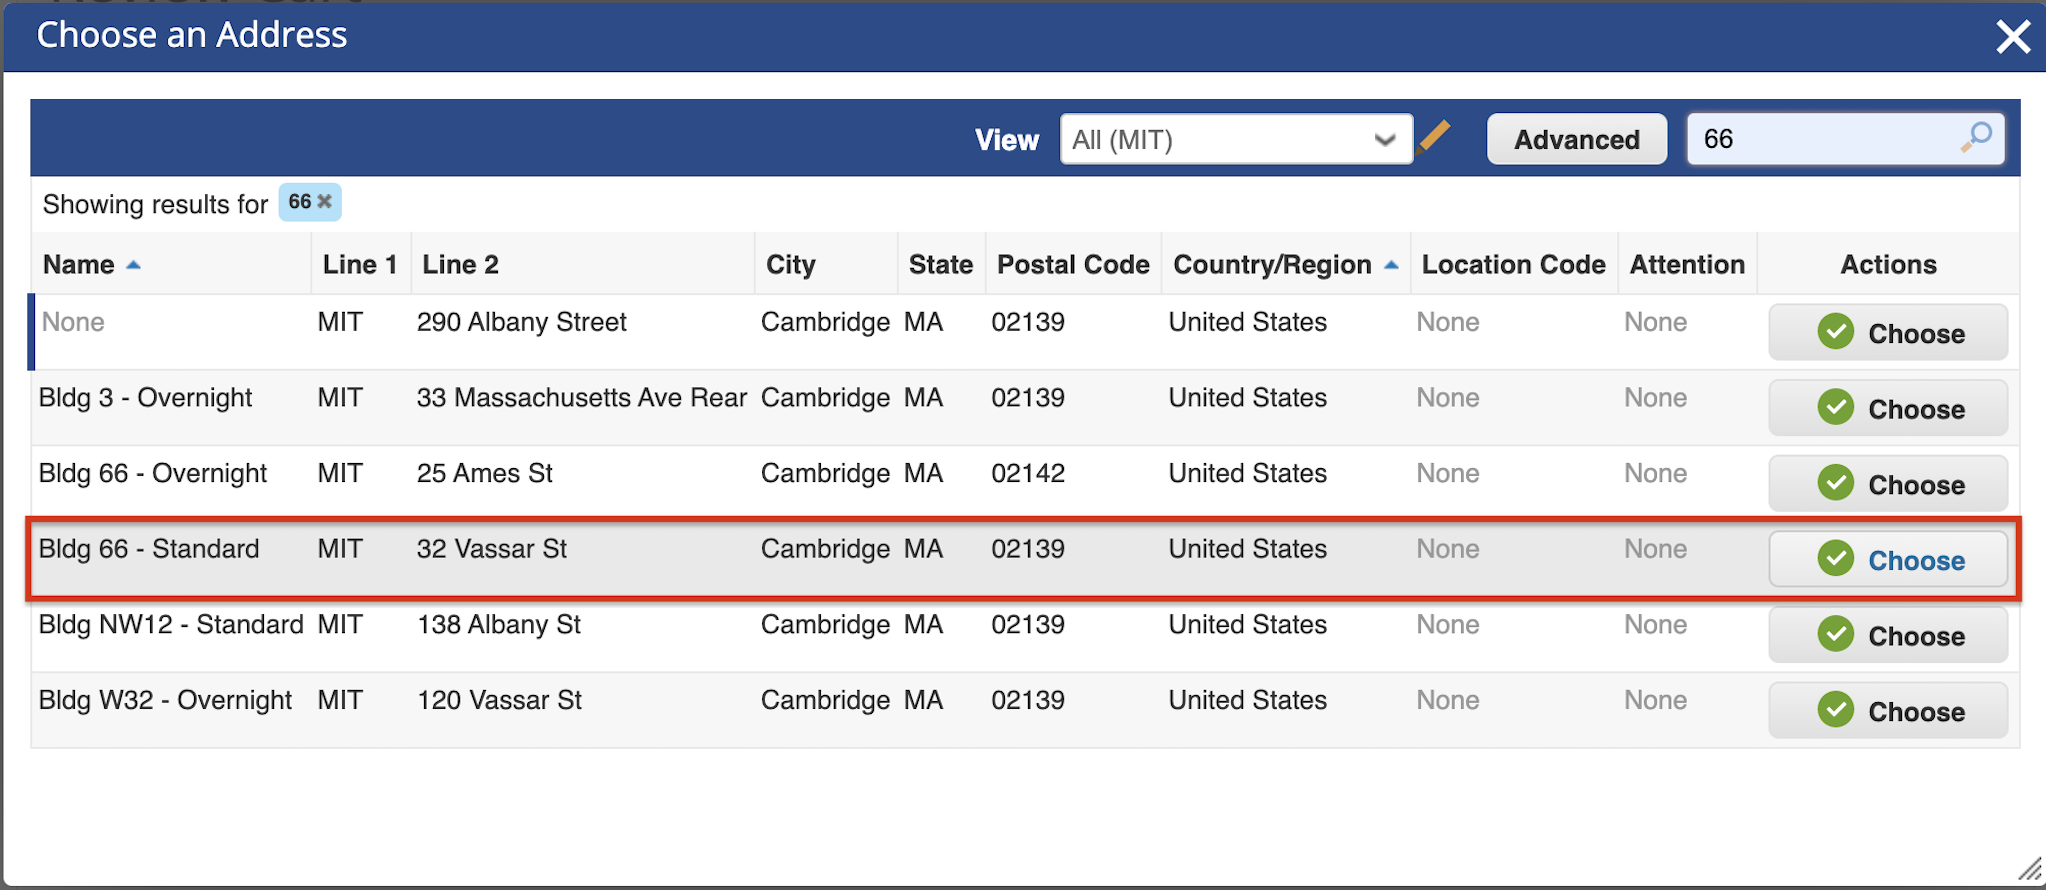 Choose an Address
View All (MIT) Advanced 66
Showing results for 66
Name Line 1 Line 2 City State Postal Code Country/Region Location Code Attention Actions
None MIT 290 Albany Street Cambridge MA 02139 United States None None Choose
Bldg 3 - Overnight MIT 33 Massachusetts Ave Rear Cambridge MA 02139 United States None None Choose
Bldg 66 - Overnight MIT 25 Ames St Cambridge MA 02142 United States None None Choose
Bldg 66 - Standard MIT 32 Vassar St Cambridge MA 02139 United States None None Choose
Bldg NW12 - Standard MIT 138 Albany St Cambridge MA 02139 United States None None Choose
Bldg W32 - Overnight MIT 120 Vassar St Cambridge MA 02139 United States None None Choose